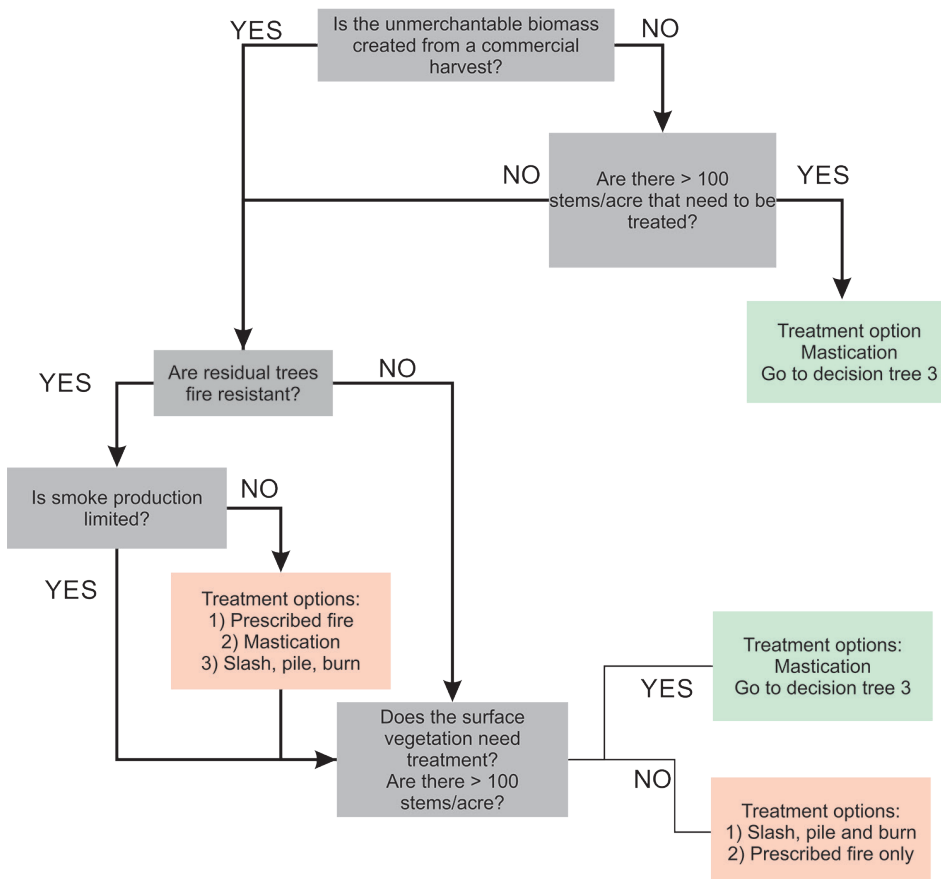 YES
Is the unmerchantable biomass
created from a commercial
harvest?
NO
NO
Are there > 100
stems/acre that need to be
treated?
YES
Treatment option
Mastication
Go to decision tree 3
YES
Are residual trees
fire resistant?
NO
Is smoke production
limited?
NO
YES
Treatment options:
1) Prescribed fire
2) Mastication
3) Slash, pile, burn
Does the surface
vegetation need
treatment?
Are there > 100
stems/acre?
YES
Treatment options:
Mastication
Go to decision tree 3
NO
Treatment options:
1) Slash, pile and burn
2) Prescribed fire only